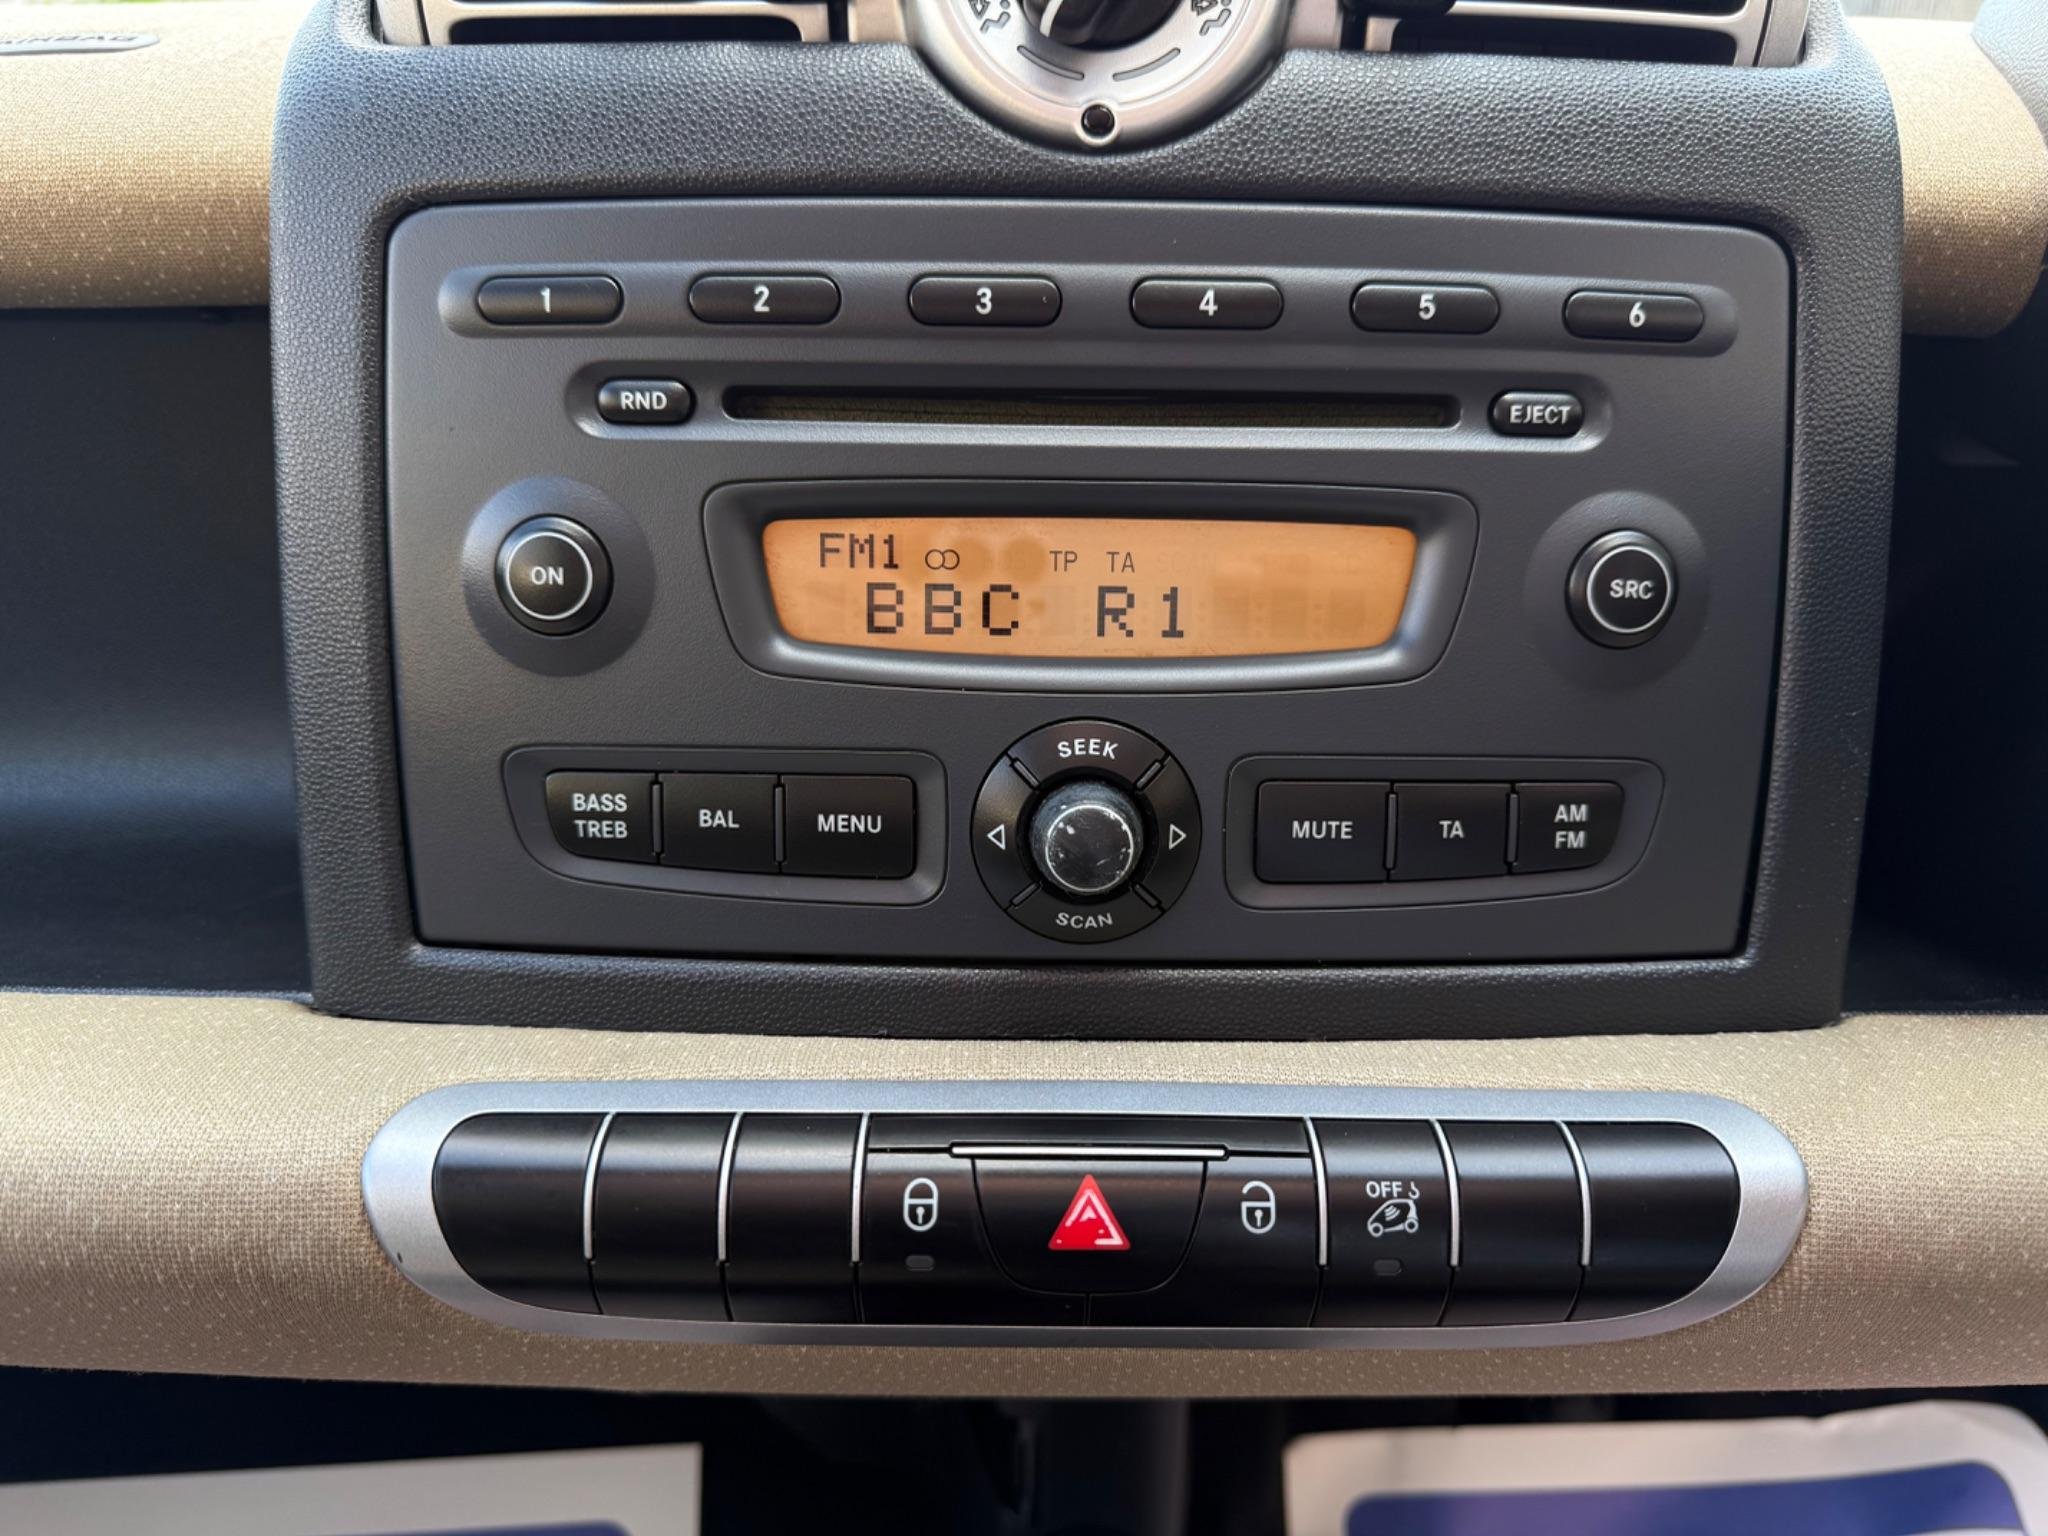 AIRBAG
1 2 3 4 5 6
RND EJECT
FM1 TP TA
BBC R1
ON
SRC
SEEK
BASS
TREB
BAL
MENU
MUTE
TA
AM
FM
SCAN
OFF